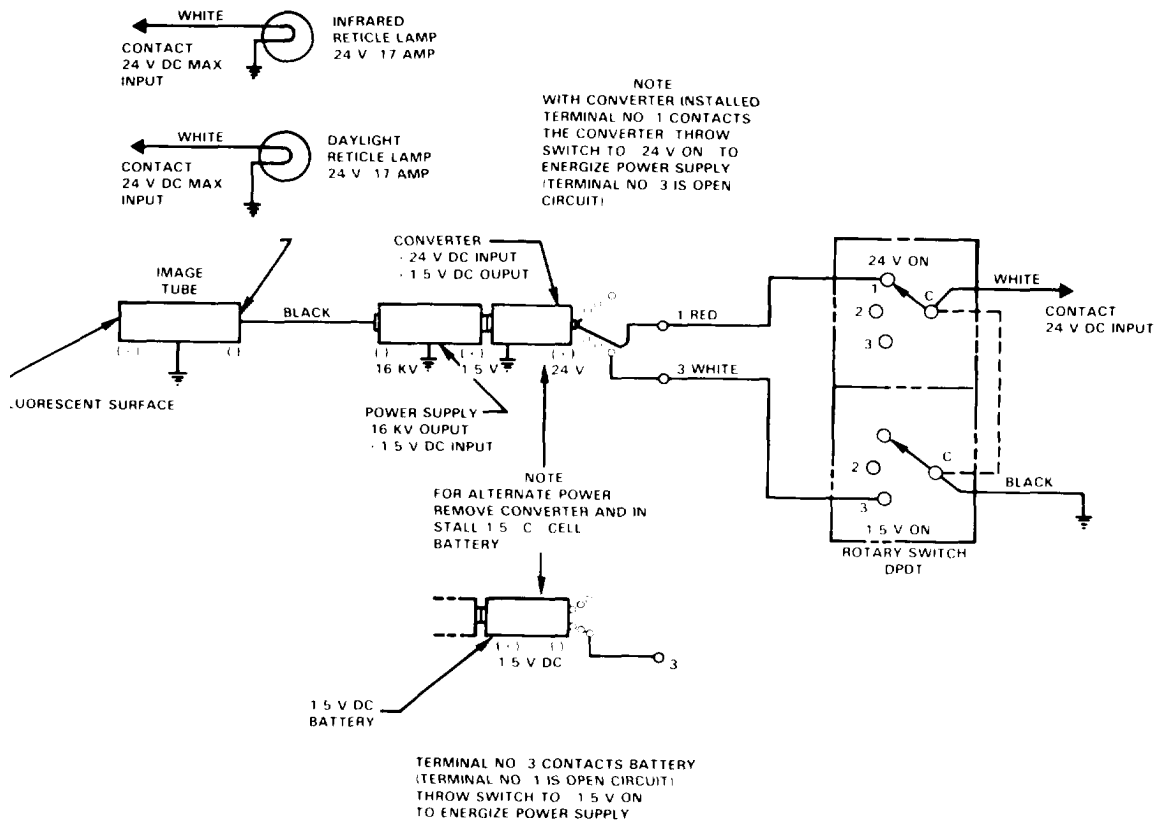 WHITE
CONTACT
24 V DC MAX
INPUT
INFRARED
RETICLE LAMP
24 V 17 AMP
WHITE
CONTACT
24 V DC MAX
INPUT
DAYLIGHT
RETICLE LAMP
24 V 17 AMP
NOTE
WITH CONVERTER INSTALLED
TERMINAL NO 1 CONTACTS
THE CONVERTER THROW
SWITCH TO 24 V ON TO
ENERGIZE POWER SUPPLY
(TERMINAL NO 3 IS OPEN
CIRCUIT)
IMAGE
TUBE
BLACK
LUORESCENT SURFACE
CONVERTER
- 24 V DC INPUT
- 1 5 V DC OUPUT
( ) 16 KV
( ) 1 5 V
( ) 24 V
POWER SUPPLY
16 KV OUPUT
- 1 5 V DC INPUT
1 RED
3 WHITE
24 V ON
1
2
3
C
WHITE
CONTACT
24 V DC INPUT
2
3
C
BLACK
1 5 V ON
ROTARY SWITCH
DPDT
NOTE
FOR ALTERNATE POWER
REMOVE CONVERTER AND IN
STALL 1 5 C CELL
BATTERY
1 5 V DC
3
1 5 V DC
BATTERY
TERMINAL NO 3 CONTACTS BATTERY
(TERMINAL NO 1 IS OPEN CIRCUIT)
THROW SWITCH TO 1 5 V ON
TO ENERGIZE POWER SUPPLY